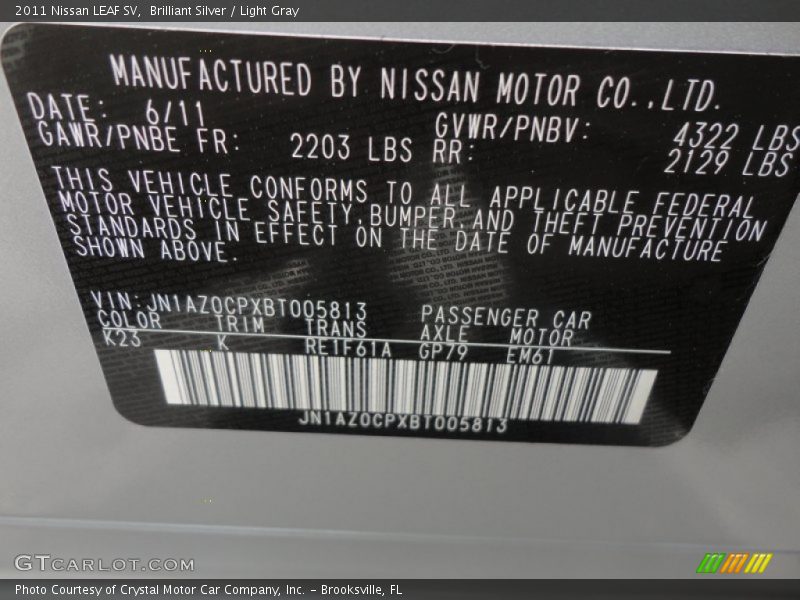 2011 Nissan LEAF SV,  Brilliant Silver / Light Gray
MANUFACTURED BY NISSAN MOTOR CO.,LTD.
DATE: 6/11 GVWR/PNBV: 4322 LBS
GAWR/PNBE FR: 2203 LBS RR: 2129 LBS
THIS VEHICLE CONFORMS TO ALL APPLICABLE FEDERAL
MOTOR VEHICLE SAFETY,BUMPER,AND THEFT PREVENTION
STANDARDS IN EFFECT ON THE DATE OF MANUFACTURE
SHOWN ABOVE.
VIN:JN1AZ0CPXBT005813 PASSENGER CAR
COLOR TRIM TRANS AXLE MOTOR
K23 K RE1F61A GP79 EM61
JN1AZ0CPXBT005813
GTCARLOT.COM
Photo Courtesy of Crystal Motor Car Company, Inc. – Brooksville, FL